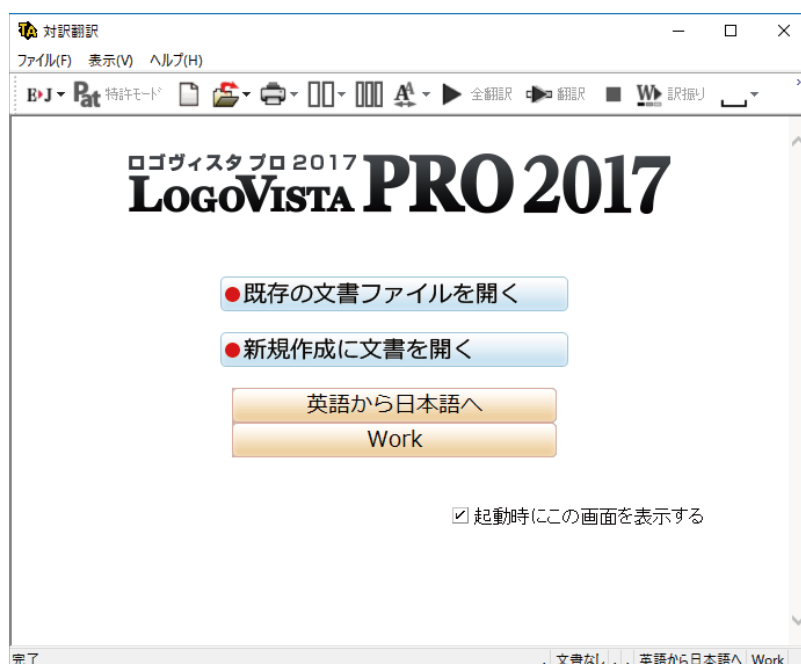 対訳翻訳
ファイル(F) 表示(V) ヘルプ(H)
E▸J Pat 特許モード 全翻訳 翻訳 W 訳振り
ロゴヴィスタ プロ 2017
LOGOVISTA PRO 2017
●既存の文書ファイルを開く
●新規作成に文書を開く
英語から日本語へ
Work
起動時にこの画面を表示する
完了 文書なし 英語から日本語へ Work